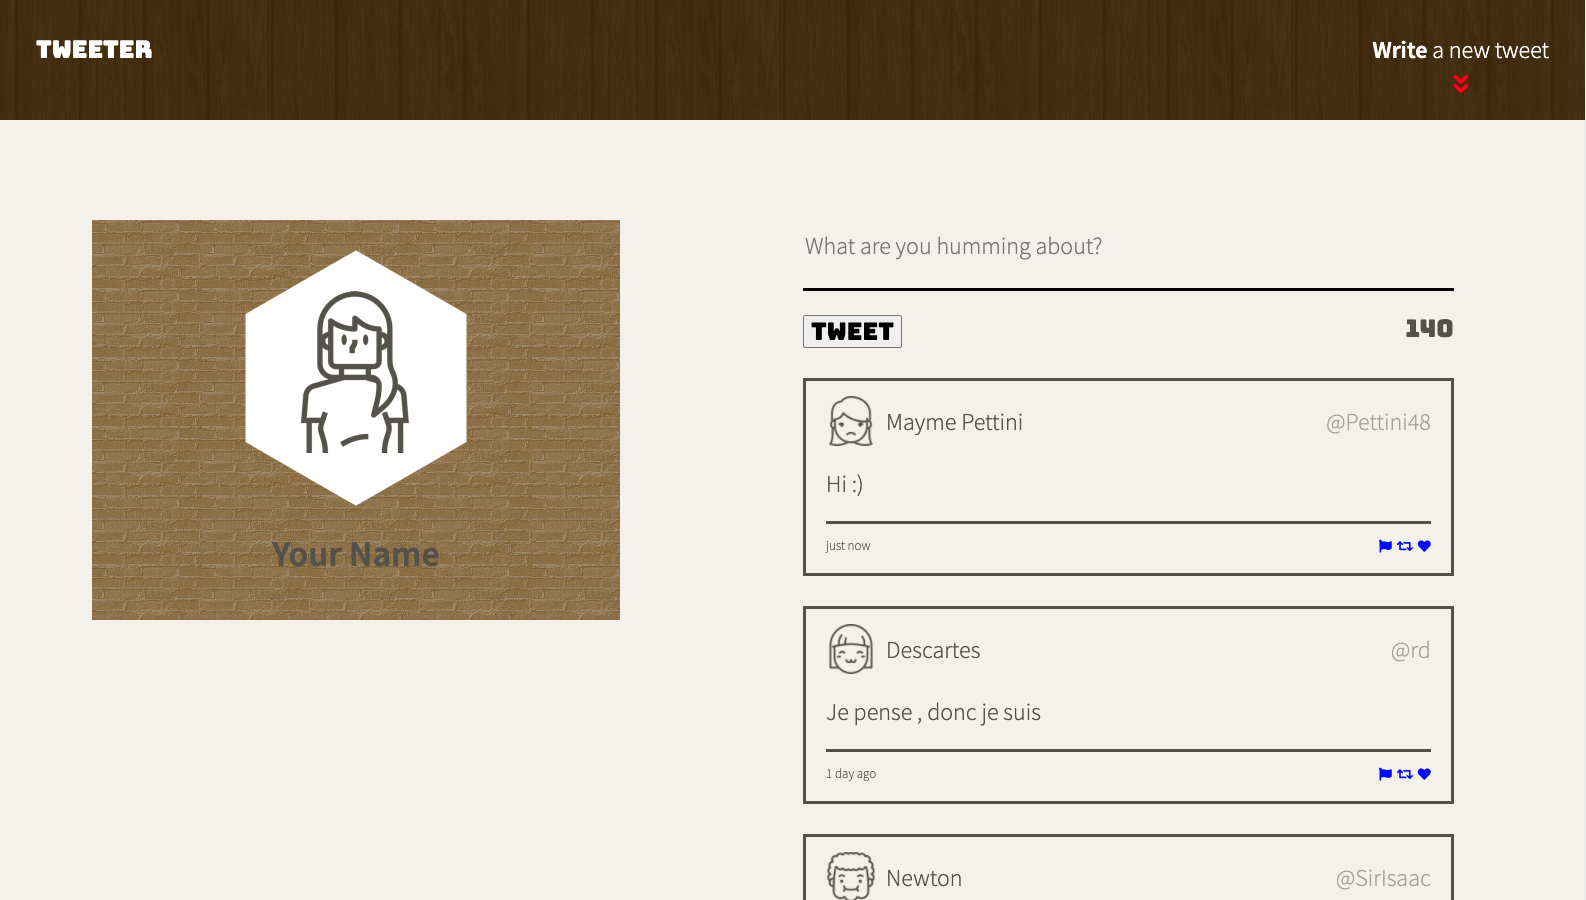 TWEETER
Write a new tweet
Your Name
What are you humming about?
TWEET
140
Mayme Pettini
@Pettini48
Hi :)
just now
Descartes
@rd
Je pense , donc je suis
1 day ago
Newton
@SirIsaac